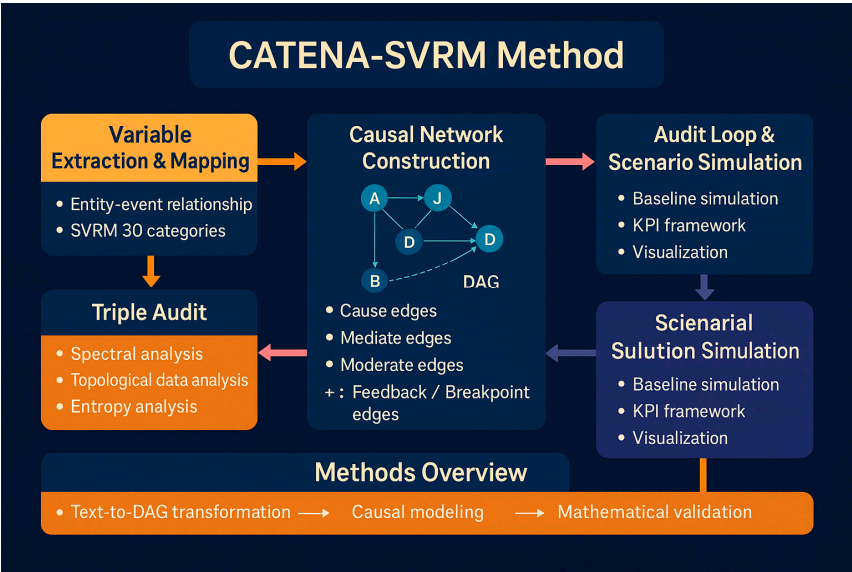 CATENA-SVRM Method
Variable
Extraction & Mapping
• Entity-event relationship
• SVRM 30 categories
Triple Audit
• Spectral analysis
• Topological data analysis
• Entropy analysis
Causal Network
Construction
A
J
D
D
B
DAG
• Cause edges
• Mediate edges
• Moderate edges
+ : Feedback / Breakpoint
edges
Audit Loop &
Scenario Simulation
• Baseline simulation
• KPI framework
• Visualization
Scienarial
Sulution Simulation
• Baseline simulation
• KPI framework
• Visualization
Methods Overview
• Text-to-DAG transformation → Causal modeling → Mathematical validation